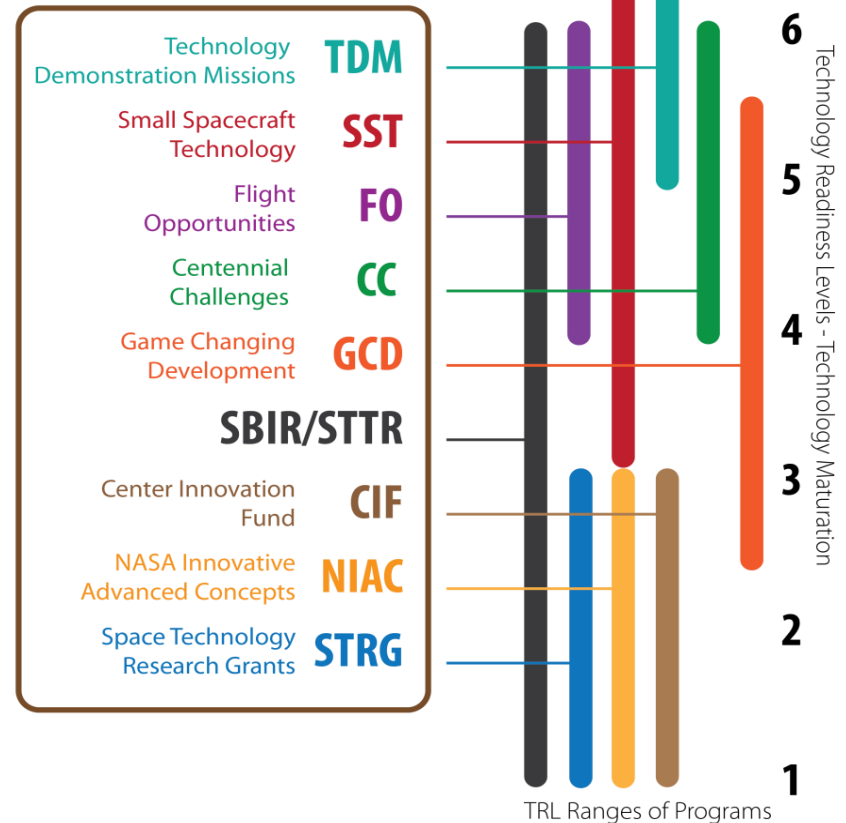 Technology
Demonstration Missions
TDM
Small Spacecraft
Technology
SST
Flight
Opportunities
FO
Centennial
Challenges
CC
Game Changing
Development
GCD
SBIR/STTR
Center Innovation
Fund
CIF
NASA Innovative
Advanced Concepts
NIAC
Space Technology
Research Grants
STRG
6
5
4
3
2
1
Technology Readiness Levels - Technology Maturation
TRL Ranges of Programs